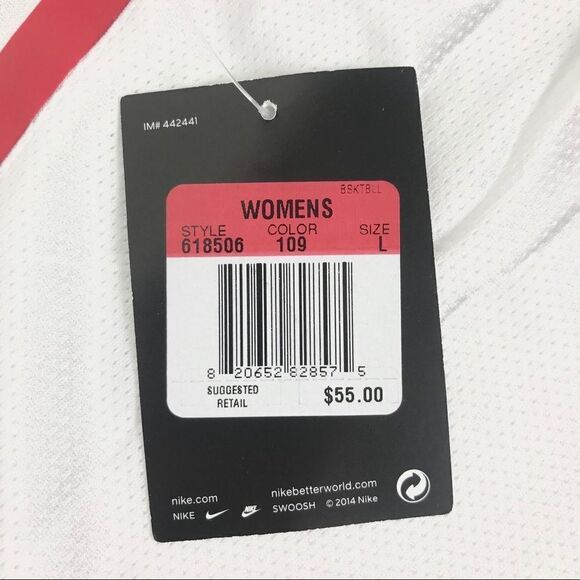 IM# 442441
BSKTBLL
WOMENS
STYLE COLOR SIZE
618506 109 L
8 20652 82857 5
SUGGESTED RETAIL $55.00
nike.com nikebetterworld.com
NIKE SWOOSH © 2014 Nike